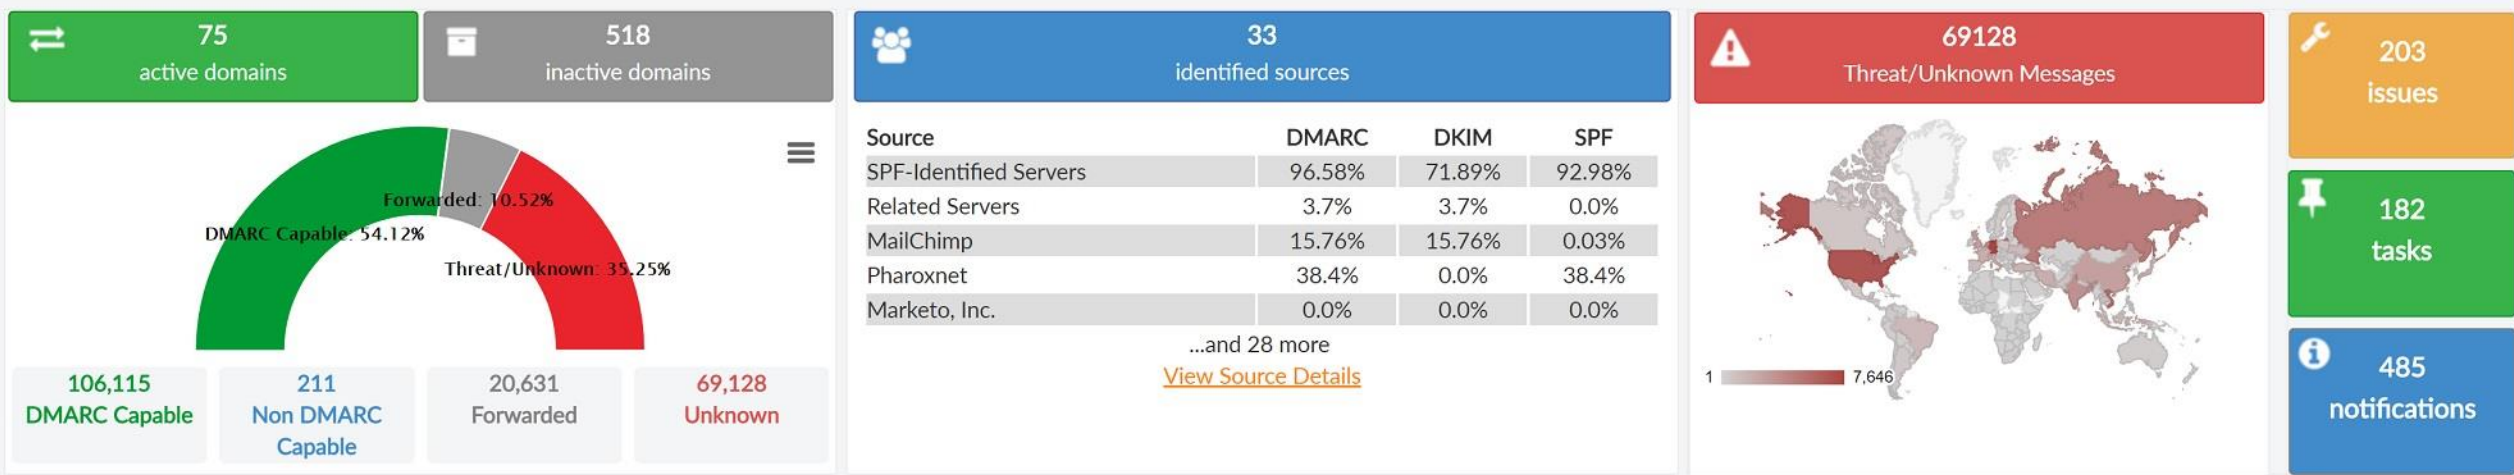 75
active domains
518
inactive domains
Forwarded: 10.52%
DMARC Capable: 54.12%
Threat/Unknown: 35.25%
106,115
DMARC Capable
211
Non DMARC
Capable
20,631
Forwarded
69,128
Unknown
33
identified sources
Source DMARC DKIM SPF
SPF-Identified Servers 96.58% 71.89% 92.98%
Related Servers 3.7% 3.7% 0.0%
MailChimp 15.76% 15.76% 0.03%
Pharoxnet 38.4% 0.0% 38.4%
Marketo, Inc. 0.0% 0.0% 0.0%
...and 28 more
View Source Details
69128
Threat/Unknown Messages
1 7,646
203
issues
182
tasks
485
notifications